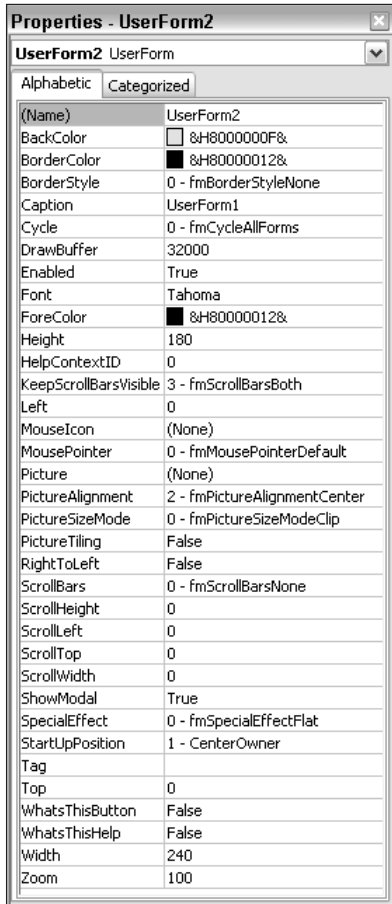 Properties - UserForm2
UserForm2 UserForm
Alphabetic Categorized
(Name) UserForm2
BackColor &H8000000F&
BorderColor &H80000012&
BorderStyle 0 - fmBorderStyleNone
Caption UserForm1
Cycle 0 - fmCycleAllForms
DrawBuffer 32000
Enabled True
Font Tahoma
ForeColor &H80000012&
Height 180
HelpContextID 0
KeepScrollBarsVisible 3 - fmScrollBarsBoth
Left 0
MouseIcon (None)
MousePointer 0 - fmMousePointerDefault
Picture (None)
PictureAlignment 2 - fmPictureAlignmentCenter
PictureSizeMode 0 - fmPictureSizeModeClip
PictureTiling False
RightToLeft False
ScrollBars 0 - fmScrollBarsNone
ScrollHeight 0
ScrollLeft 0
ScrollTop 0
ScrollWidth 0
ShowModal True
SpecialEffect 0 - fmSpecialEffectFlat
StartUpPosition 1 - CenterOwner
Tag
Top 0
WhatsThisButton False
WhatsThisHelp False
Width 240
Zoom 100